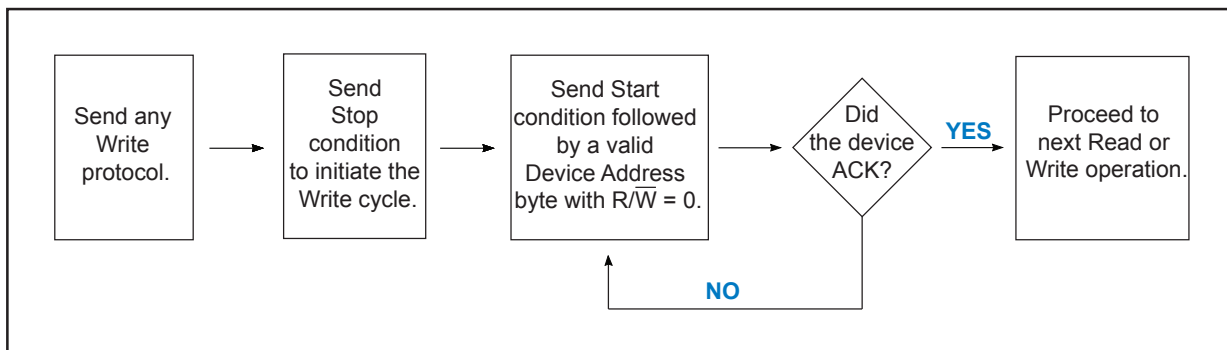 Send any
Write
protocol.
Send
Stop
condition
to initiate the
Write cycle.
Send Start
condition followed
by a valid
Device Address
byte with R/W̅ = 0.
Did
the device
ACK?
YES
NO
Proceed to
next Read or
Write operation.